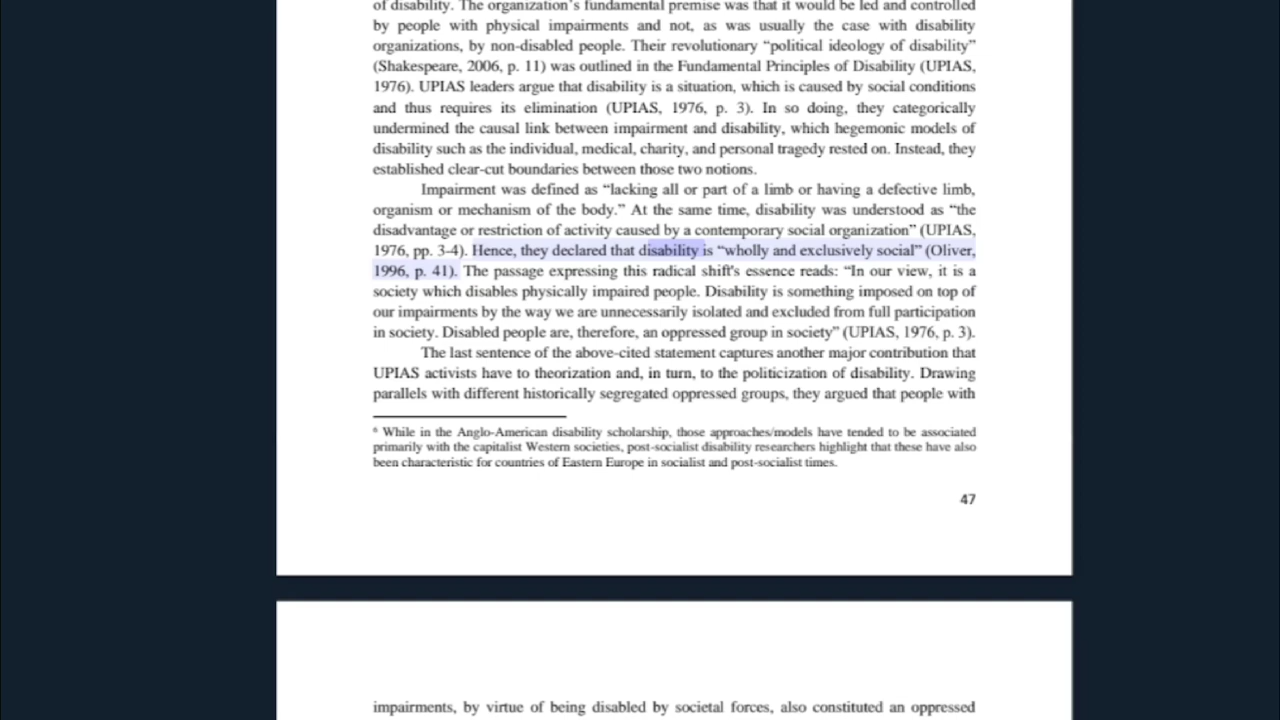 of disability. The organization's fundamental premise was that it would be led and controlled
by people with physical impairments and not, as was usually the case with disability
organizations, by non-disabled people. Their revolutionary “political ideology of disability”
(Shakespeare, 2006, p. 11) was outlined in the Fundamental Principles of Disability (UPIAS,
1976). UPIAS leaders argue that disability is a situation, which is caused by social conditions
and thus requires its elimination (UPIAS, 1976, p. 3). In so doing, they categorically
undermined the causal link between impairment and disability, which hegemonic models of
disability such as the individual, medical, charity, and personal tragedy rested on. Instead, they
established clear-cut boundaries between those two notions.
Impairment was defined as “lacking all or part of a limb or having a defective limb,
organism or mechanism of the body.” At the same time, disability was understood as “the
disadvantage or restriction of activity caused by a contemporary social organization” (UPIAS,
1976, pp. 3-4). Hence, they declared that disability is “wholly and exclusively social” (Oliver,
1996, p. 41). The passage expressing this radical shift's essence reads: “In our view, it is a
society which disables physically impaired people. Disability is something imposed on top of
our impairments by the way we are unnecessarily isolated and excluded from full participation
in society. Disabled people are, therefore, an oppressed group in society” (UPIAS, 1976, p. 3).
The last sentence of the above-cited statement captures another major contribution that
UPIAS activists have to theorization and, in turn, to the politicization of disability. Drawing
parallels with different historically segregated oppressed groups, they argued that people with
⁶ While in the Anglo-American disability scholarship, those approaches/models have tended to be associated
primarily with the capitalist Western societies, post-socialist disability researchers highlight that these have also
been characteristic for countries of Eastern Europe in socialist and post-socialist times.
47
impairments, by virtue of being disabled by societal forces, also constituted an oppressed